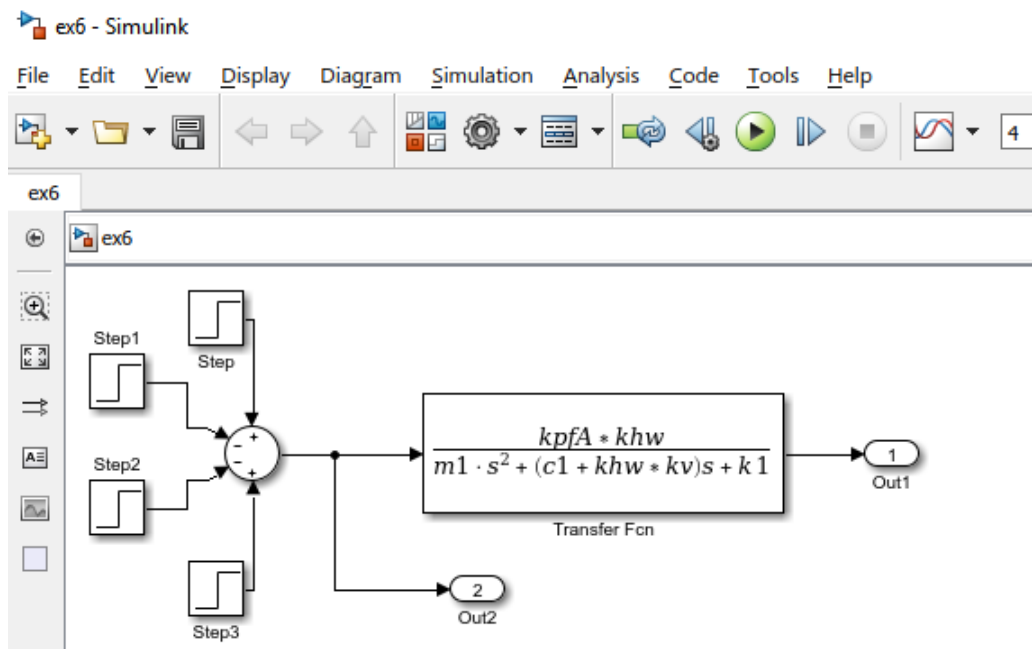 ex6 - Simulink
File Edit View Display Diagram Simulation Analysis Code Tools Help
4
ex6
ex6
Step1
Step
Step2
Step3
+
-
-
+
kpfA * khw
m1 · s² + (c1 + khw * kv)s + k1
Transfer Fcn
1
Out1
2
Out2